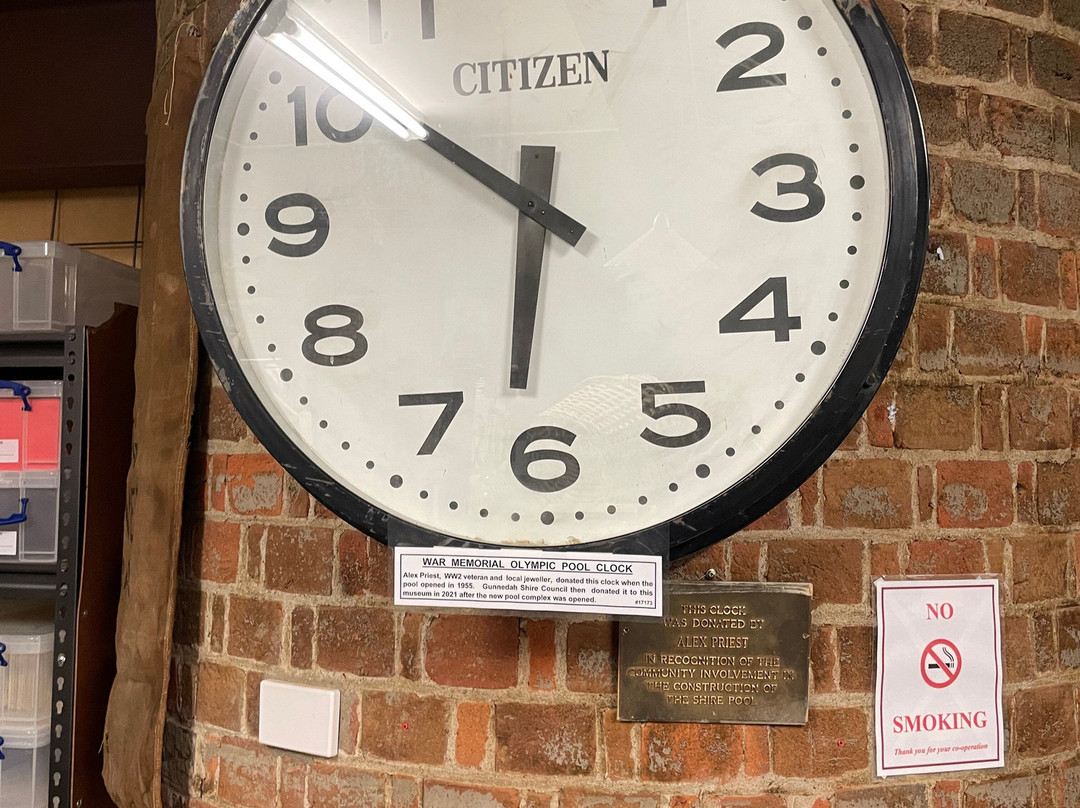 11
CITIZEN
2
10
3
9
4
8
5
7
6
WAR MEMORIAL OLYMPIC POOL CLOCK
Alex Priest, WW2 veteran and local jeweller, donated this clock when the
pool opened in 1955. Gunnedah Shire Council then donated it to this
museum in 2021 after the new pool complex was opened.
#17173
THIS CLOCK
WAS DONATED BY
ALEX PRIEST
IN RECOGNITION OF THE
COMMUNITY INVOLVEMENT IN
THE CONSTRUCTION OF
THE SHIRE POOL
NO
SMOKING
Thank you for your co-operation